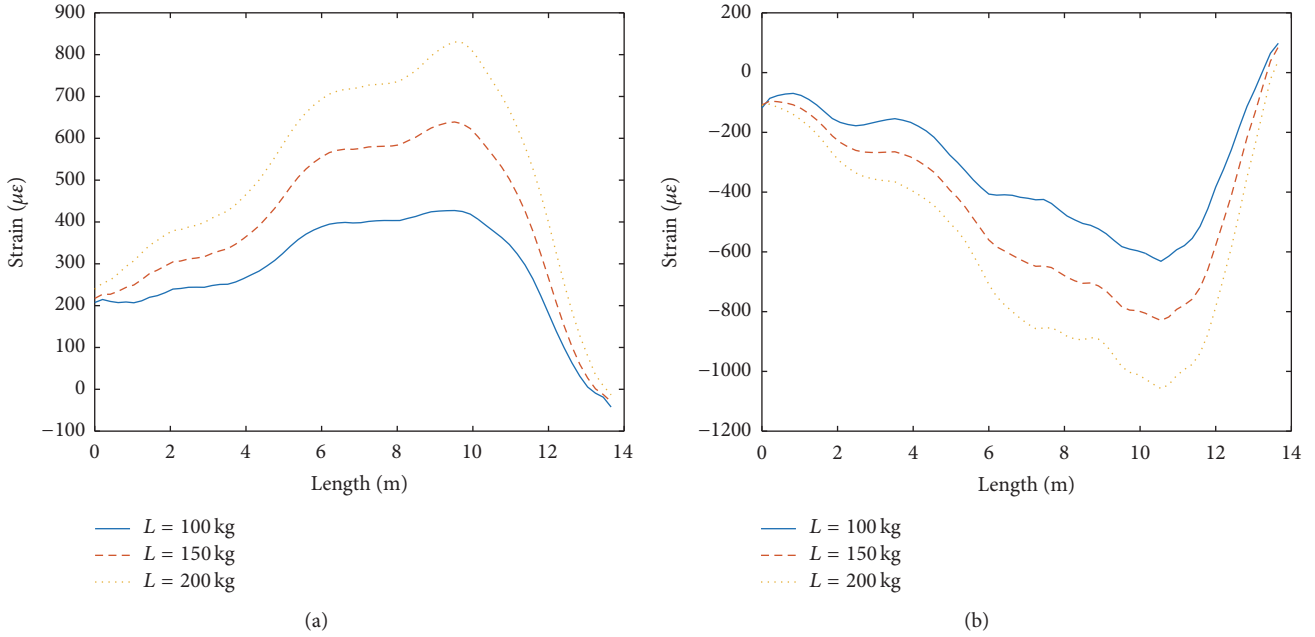 900
800
700
600
500
400
300
200
100
0
−100
Strain (με)
0 2 4 6 8 10 12 14
Length (m)
L = 100 kg
L = 150 kg
L = 200 kg
(a)
200
0
−200
−400
−600
−800
−1000
−1200
Strain (με)
0 2 4 6 8 10 12 14
Length (m)
L = 100 kg
L = 150 kg
L = 200 kg
(b)